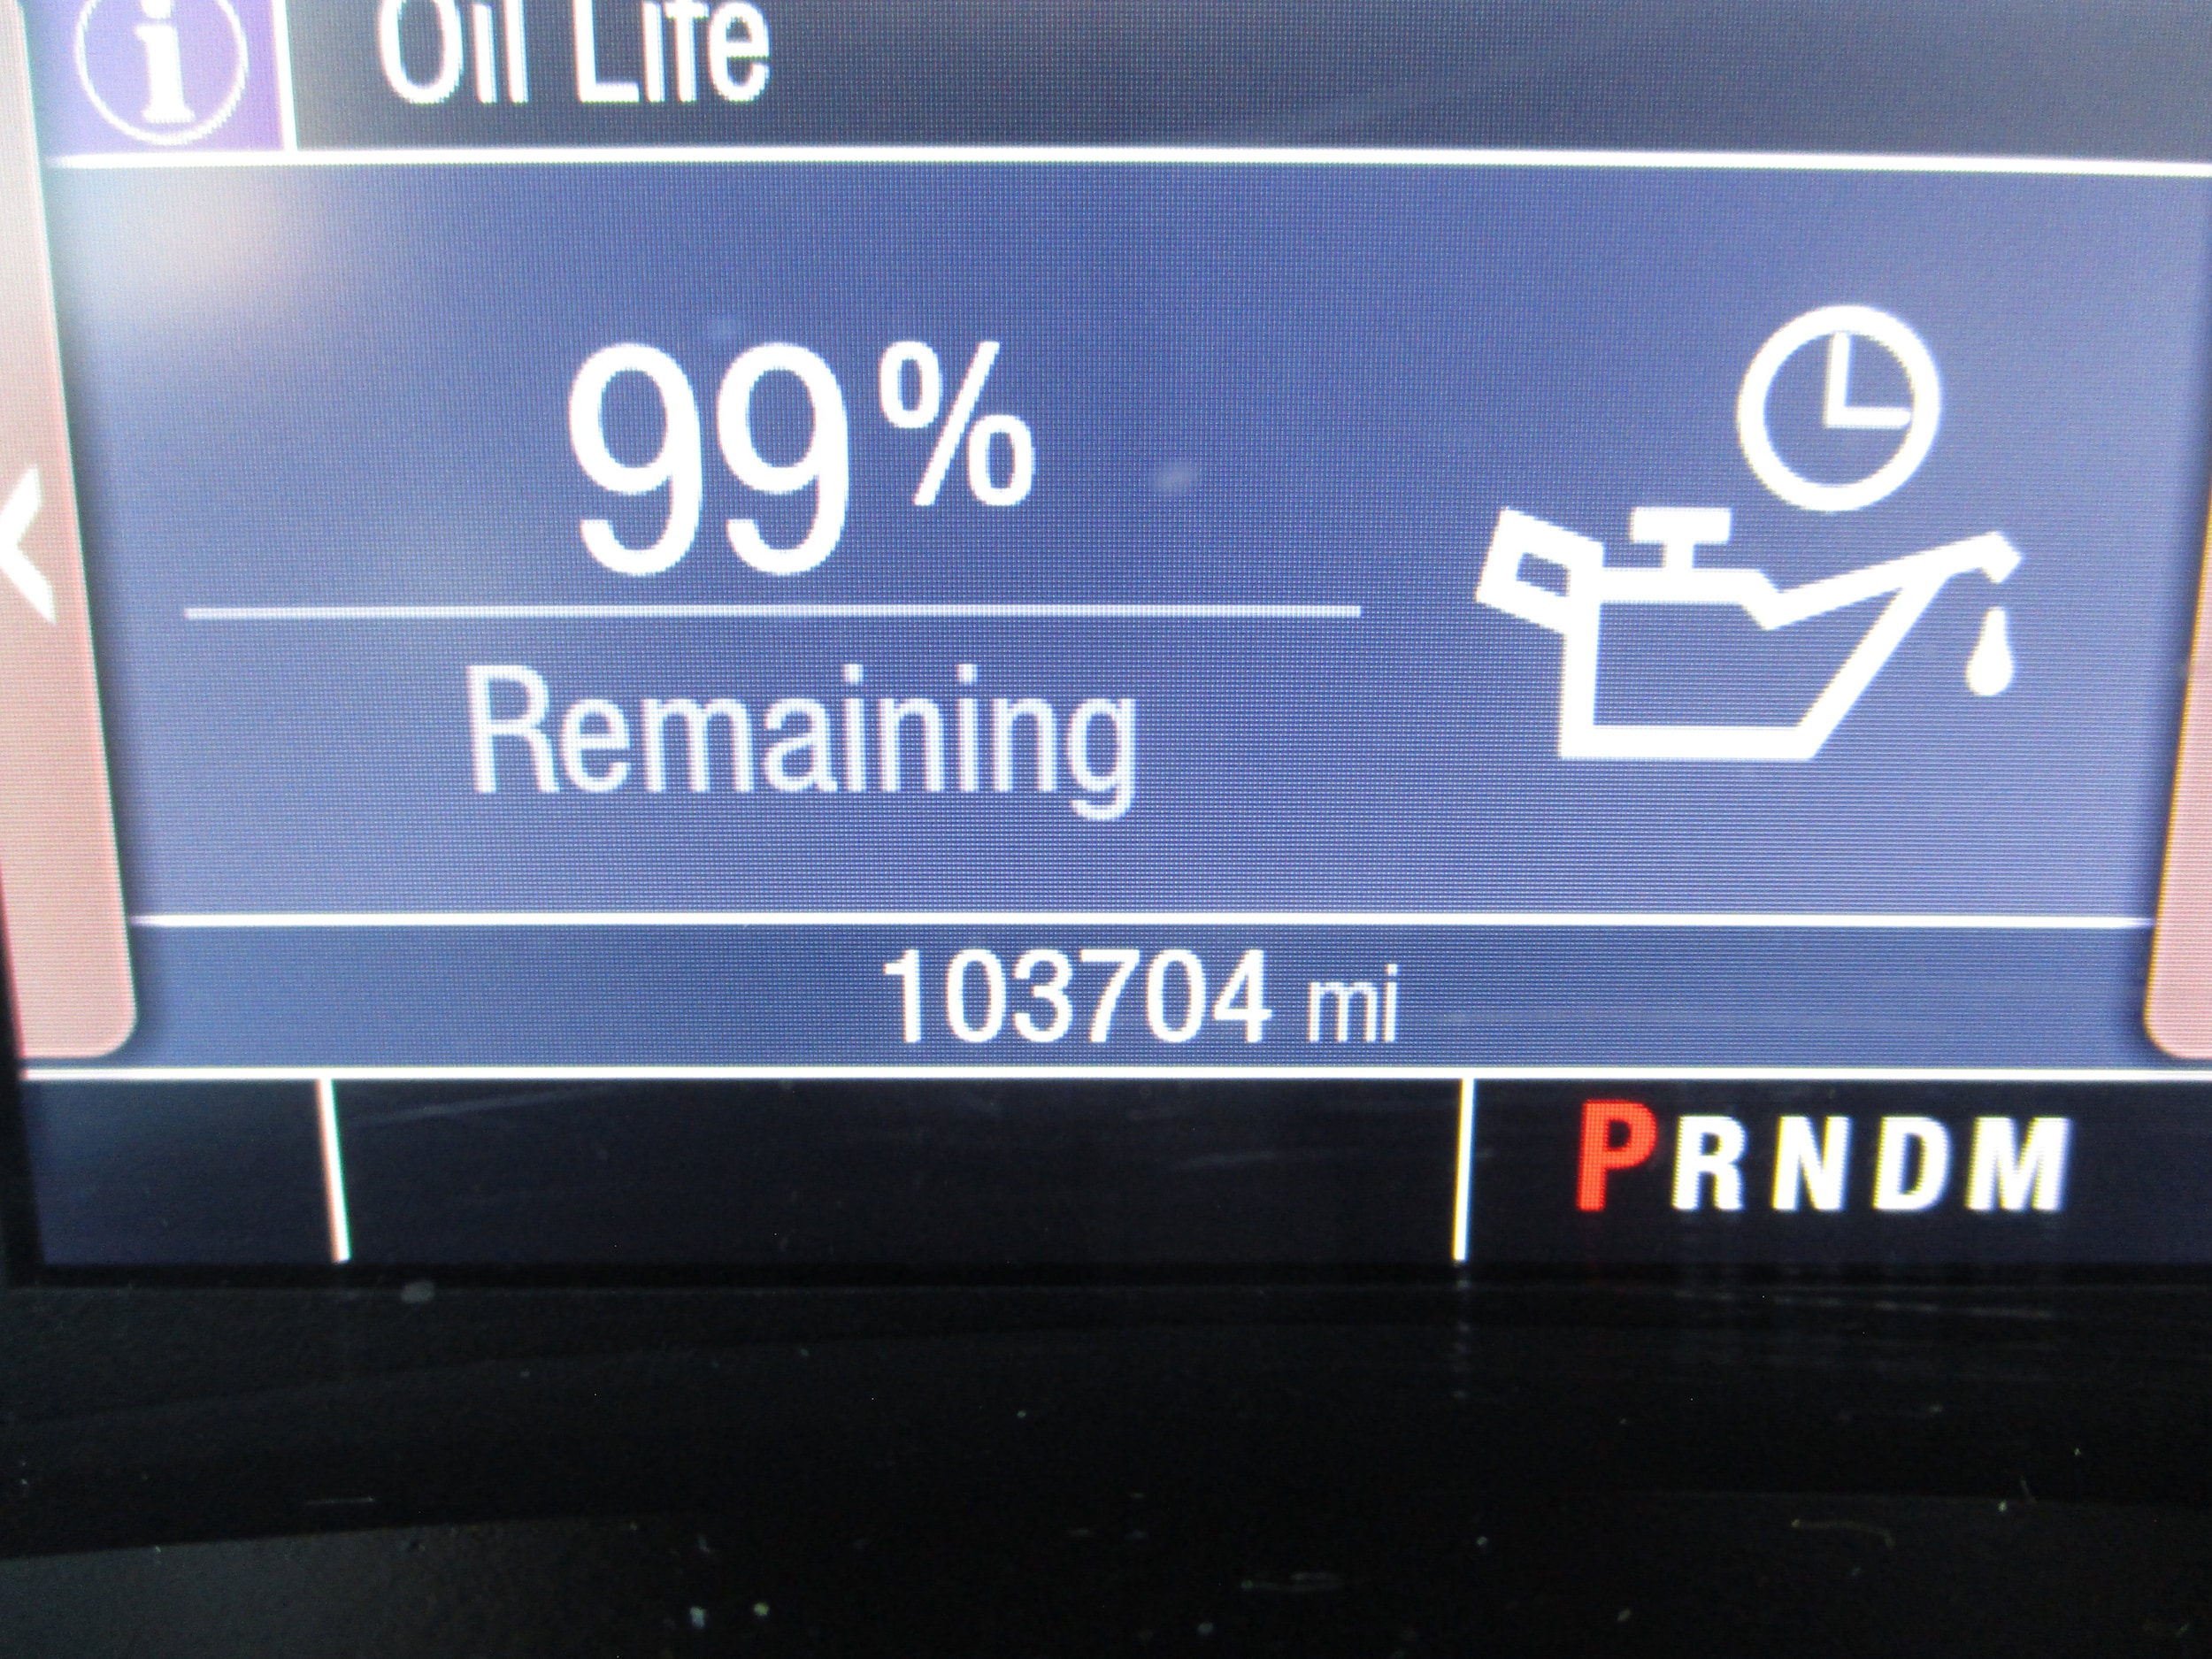 i Oil Life
99%
Remaining
103704 mi
PRNDM